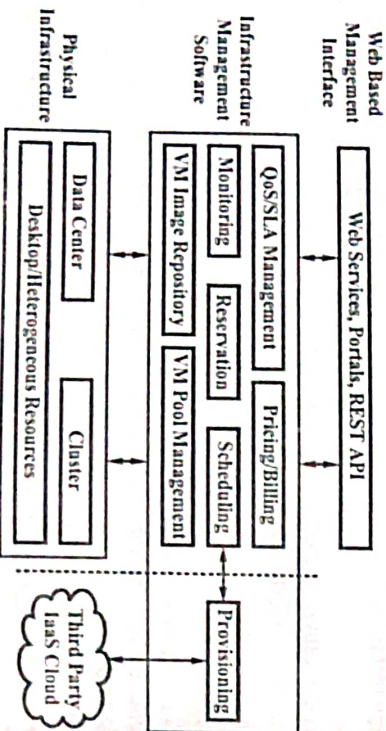 Web Based
Management
Interface
Web Services, Portals, REST API
Infrastructure
Management
Software
QoS/SLA Management
Pricing/Billing
Monitoring
Reservation
Scheduling
Provisioning
VM Image Repository
VM Pool Management
Physical
Infrastructure
Data Center
Cluster
Desktop/Heterogeneous Resources
Third Party
IaaS Cloud